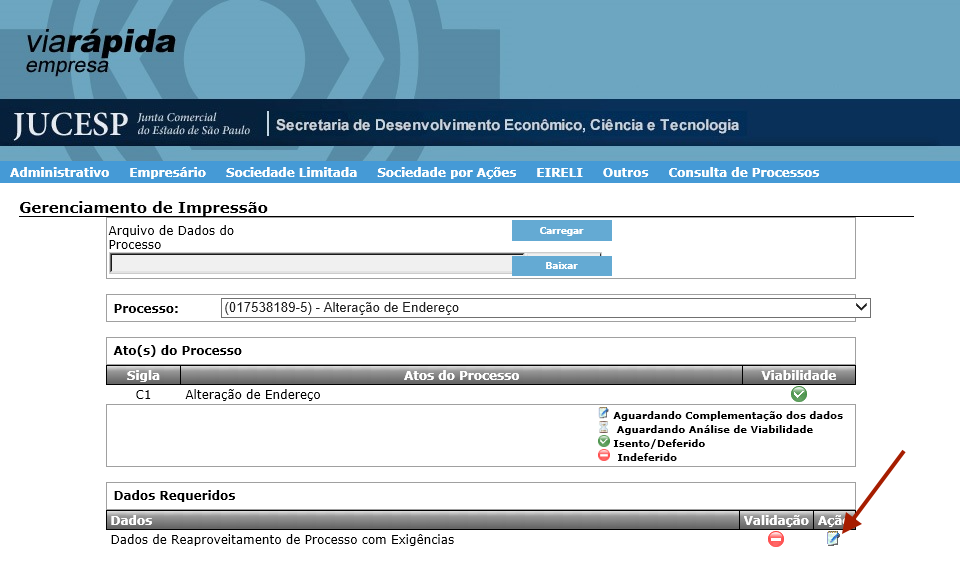 viarápida
empresa
JUCESP
Junta Comercial
do Estado de São Paulo
Secretaria de Desenvolvimento Econômico, Ciência e Tecnologia
Administrativo Empresário Sociedade Limitada Sociedade por Ações EIRELI Outros Consulta de Processos
Gerenciamento de Impressão
Arquivo de Dados do
Processo
Carregar
Baixar
Processo: (017538189-5) - Alteração de Endereço
Ato(s) do Processo
Sigla Atos do Processo Viabilidade
C1 Alteração de Endereço
Aguardando Complementação dos dados
Aguardando Análise de Viabilidade
Isento/Deferido
Indeferido
Dados Requeridos
Dados Validação Ação
Dados de Reaproveitamento de Processo com Exigências